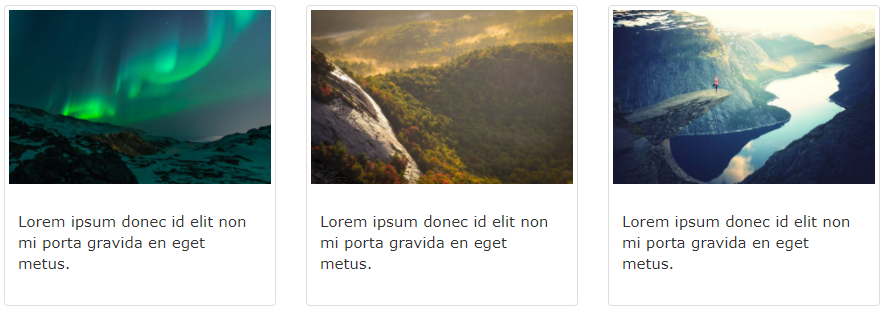 Lorem ipsum donec id elit non
mi porta gravida en eget
metus.
Lorem ipsum donec id elit non
mi porta gravida en eget
metus.
Lorem ipsum donec id elit non
mi porta gravida en eget
metus.